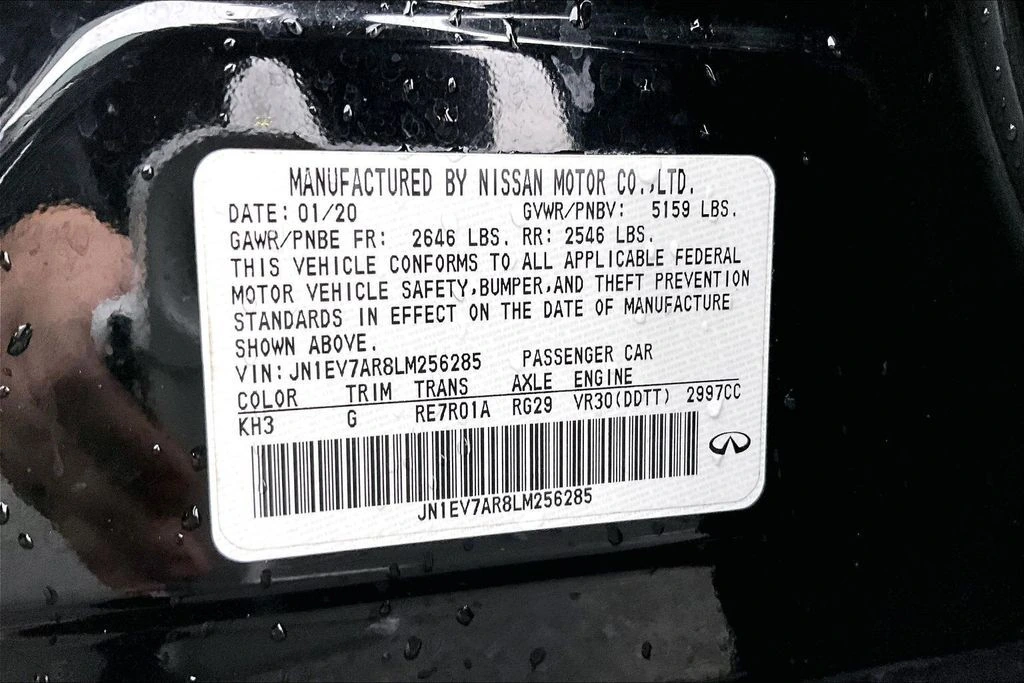 MANUFACTURED BY NISSAN MOTOR CO.,LTD.
DATE: 01/20 GVWR/PNBV: 5159 LBS.
GAWR/PNBE FR: 2646 LBS. RR: 2546 LBS.
THIS VEHICLE CONFORMS TO ALL APPLICABLE FEDERAL
MOTOR VEHICLE SAFETY,BUMPER,AND THEFT PREVENTION
STANDARDS IN EFFECT ON THE DATE OF MANUFACTURE
SHOWN ABOVE.
VIN: JN1EV7AR8LM256285 PASSENGER CAR
COLOR TRIM TRANS AXLE ENGINE
KH3 G RE7R01A RG29 VR30(DDTT) 2997CC
JN1EV7AR8LM256285